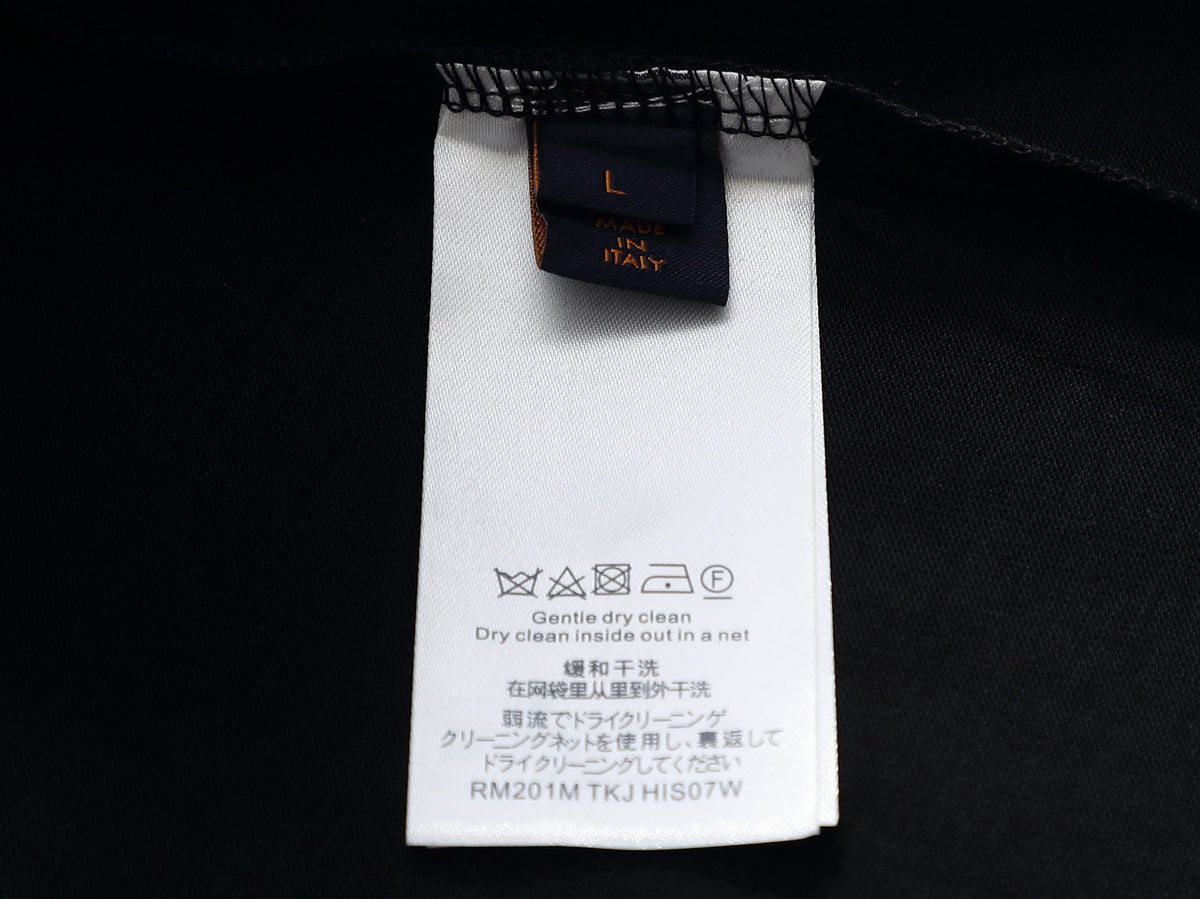 L
MADE
IN
ITALY
F
Gentle dry clean
Dry clean inside out in a net
缓和干洗
在网袋里从里到外干洗
弱流でドライクリーニンゲ
クリーニングネットを使用し、裏返して
ドライクリーニングしてください
RM201M TKJ HIS07W